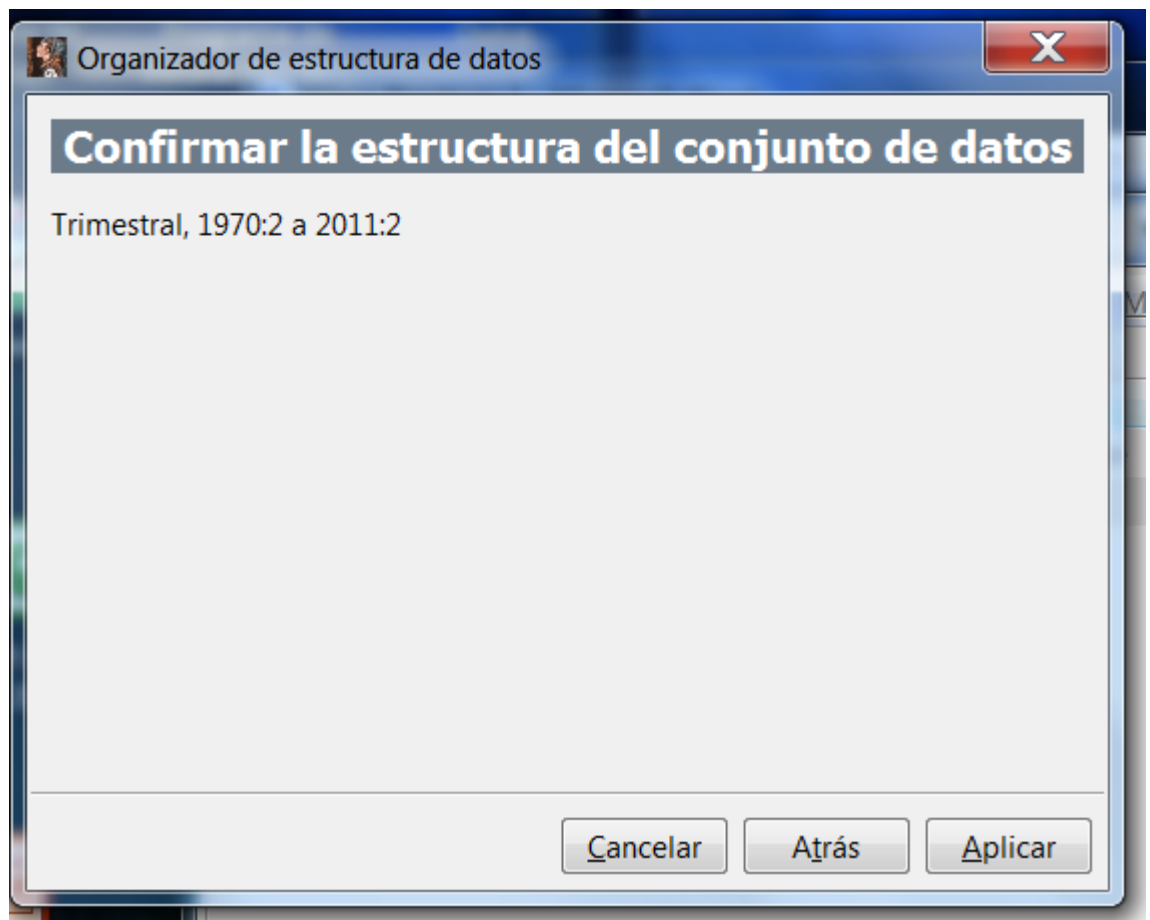 Organizador de estructura de datos
Confirmar la estructura del conjunto de datos
Trimestral, 1970:2 a 2011:2
M
Cancelar
Atrás
Aplicar